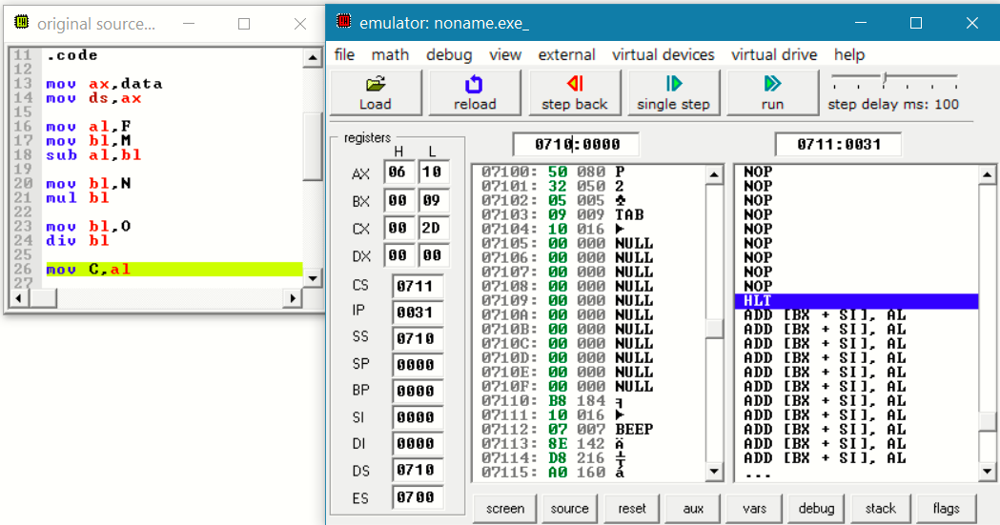 original source...
11 .code
12
13 mov ax,data
14 mov ds,ax
15
16 mov al,F
17 mov bl,M
18 sub al,bl
19
20 mov bl,N
21 mul bl
22
23 mov bl,O
24 div bl
25
26 mov C,al
27
emulator: noname.exe_
file math debug view external virtual devices virtual drive help
Load reload step back single step run step delay ms: 100
registers
H L
AX 06 10
BX 00 09
CX 00 2D
DX 00 00
CS 0711
IP 0031
SS 0710
SP 0000
BP 0000
SI 0000
DI 0000
DS 0710
ES 0700
0710:0000
0711:0031
07100: 50 080 P
07101: 32 050 2
07102: 05 005 ♣
07103: 09 009 TAB
07104: 10 016 ►
07105: 00 000 NULL
07106: 00 000 NULL
07107: 00 000 NULL
07108: 00 000 NULL
07109: 00 000 NULL
0710A: 00 000 NULL
0710B: 00 000 NULL
0710C: 00 000 NULL
0710D: 00 000 NULL
0710E: 00 000 NULL
0710F: 00 000 NULL
07110: B8 184 ╕
07111: 10 016 ►
07112: 07 007 BEEP
07113: 8E 142 Ä
07114: D8 216 ╪
07115: A0 160 á
NOP
NOP
NOP
NOP
NOP
NOP
NOP
NOP
NOP
HLT
ADD [BX + SI], AL
ADD [BX + SI], AL
ADD [BX + SI], AL
ADD [BX + SI], AL
ADD [BX + SI], AL
ADD [BX + SI], AL
ADD [BX + SI], AL
ADD [BX + SI], AL
ADD [BX + SI], AL
ADD [BX + SI], AL
ADD [BX + SI], AL
...
screen source reset aux vars debug stack flags